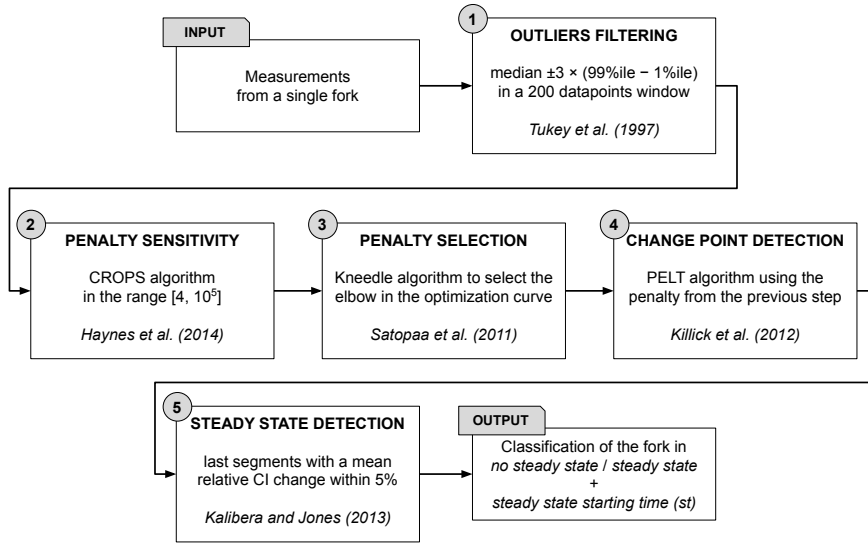 INPUT
Measurements
from a single fork
1
OUTLIERS FILTERING
median ±3 × (99%ile − 1%ile)
in a 200 datapoints window
Tukey et al. (1997)
2
PENALTY SENSITIVITY
CROPS algorithm
in the range [4, 10⁵]
Haynes et al. (2014)
3
PENALTY SELECTION
Kneedle algorithm to select the
elbow in the optimization curve
Satopaa et al. (2011)
4
CHANGE POINT DETECTION
PELT algorithm using the
penalty from the previous step
Killick et al. (2012)
5
STEADY STATE DETECTION
last segments with a mean
relative CI change within 5%
Kalibera and Jones (2013)
OUTPUT
Classification of the fork in
no steady state / steady state
+
steady state starting time (st)